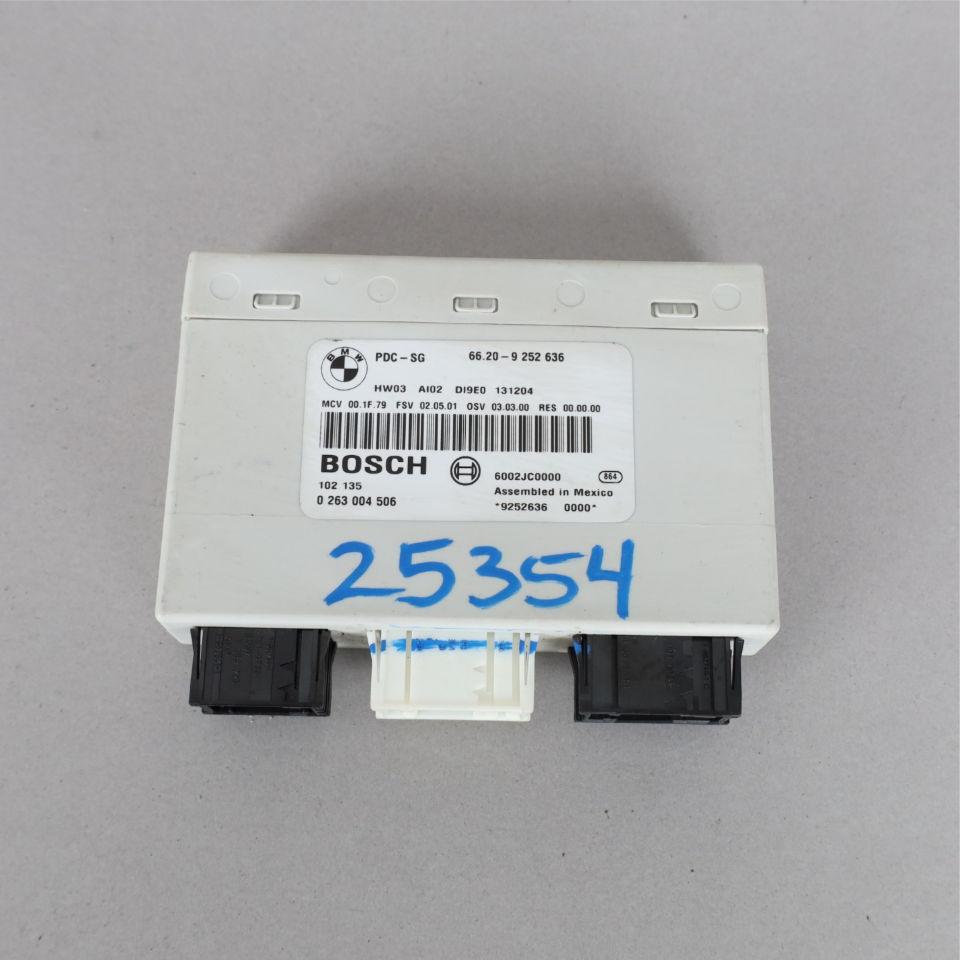 BMW
PDC-SG 66.20-9 252 636
HW03 AI02 DI9E0 131204
MCV 00.1F.79 FSV 02.05.01 OSV 03.03.00 RES 00.00.00
BOSCH
6002JC0000 864
102 135 Assembled in Mexico
0 263 004 506 *9252636 0000*
25354